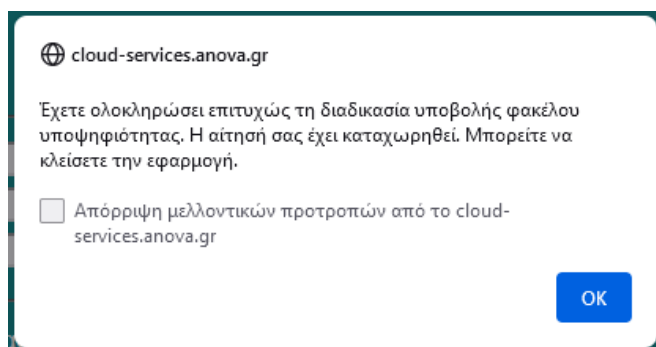 cloud-services.anova.gr
Έχετε ολοκληρώσει επιτυχώς τη διαδικασία υποβολής φακέλου
υποψηφιότητας. Η αίτησή σας έχει καταχωρηθεί. Μπορείτε να
κλείσετε την εφαρμογή.
Απόρριψη μελλοντικών προτροπών από το cloud-
services.anova.gr
OK